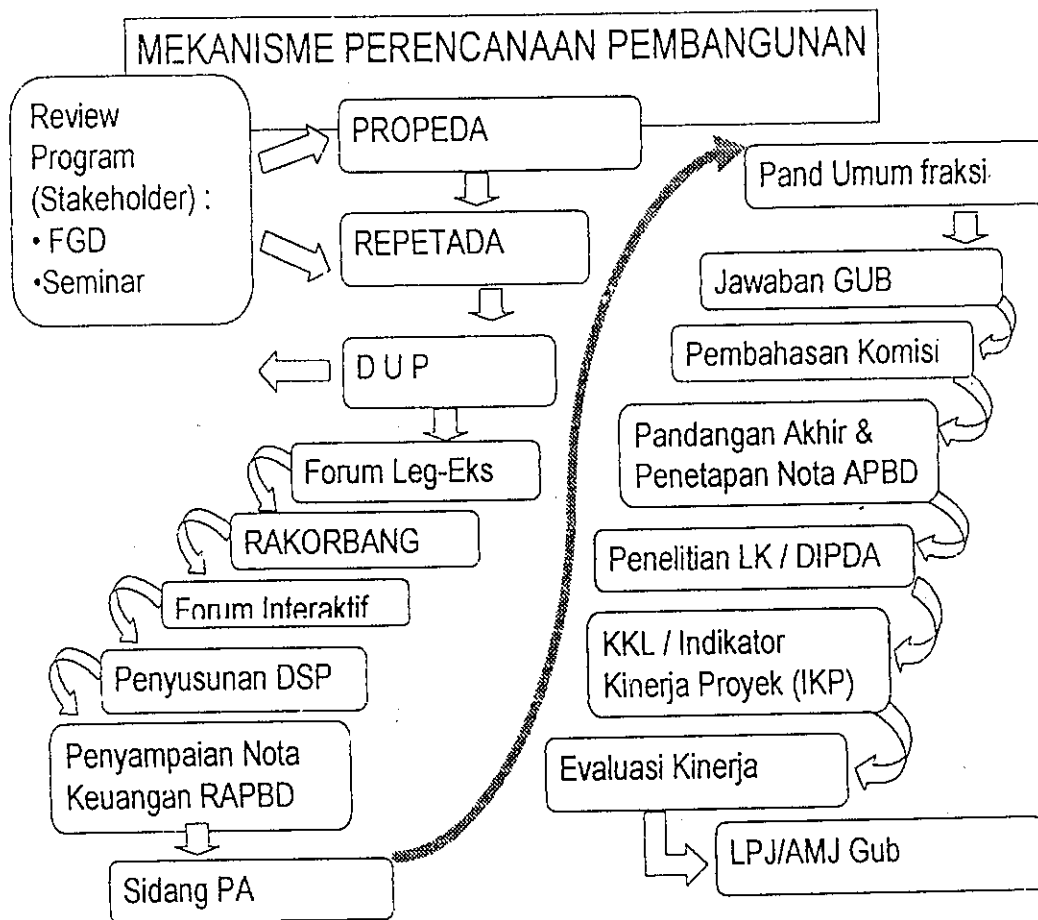 MEKANISME PERENCANAAN PEMBANGUNAN
Review
Program
(Stakeholder) :
• FGD
•Seminar
PROPEDA
REPETADA
D U P
Forum Leg-Eks
RAKORBANG
Forum Interaktif
Penyusunan DSP
Penyampaian Nota
Keuangan RAPBD
Sidang PA
Pand Umum fraksi
Jawaban GUB
Pembahasan Komisi
Pandangan Akhir &
Penetapan Nota APBD
Penelitian LK / DIPDA
KKL / Indikator
Kinerja Proyek (IKP)
Evaluasi Kinerja
LPJ/AMJ Gub